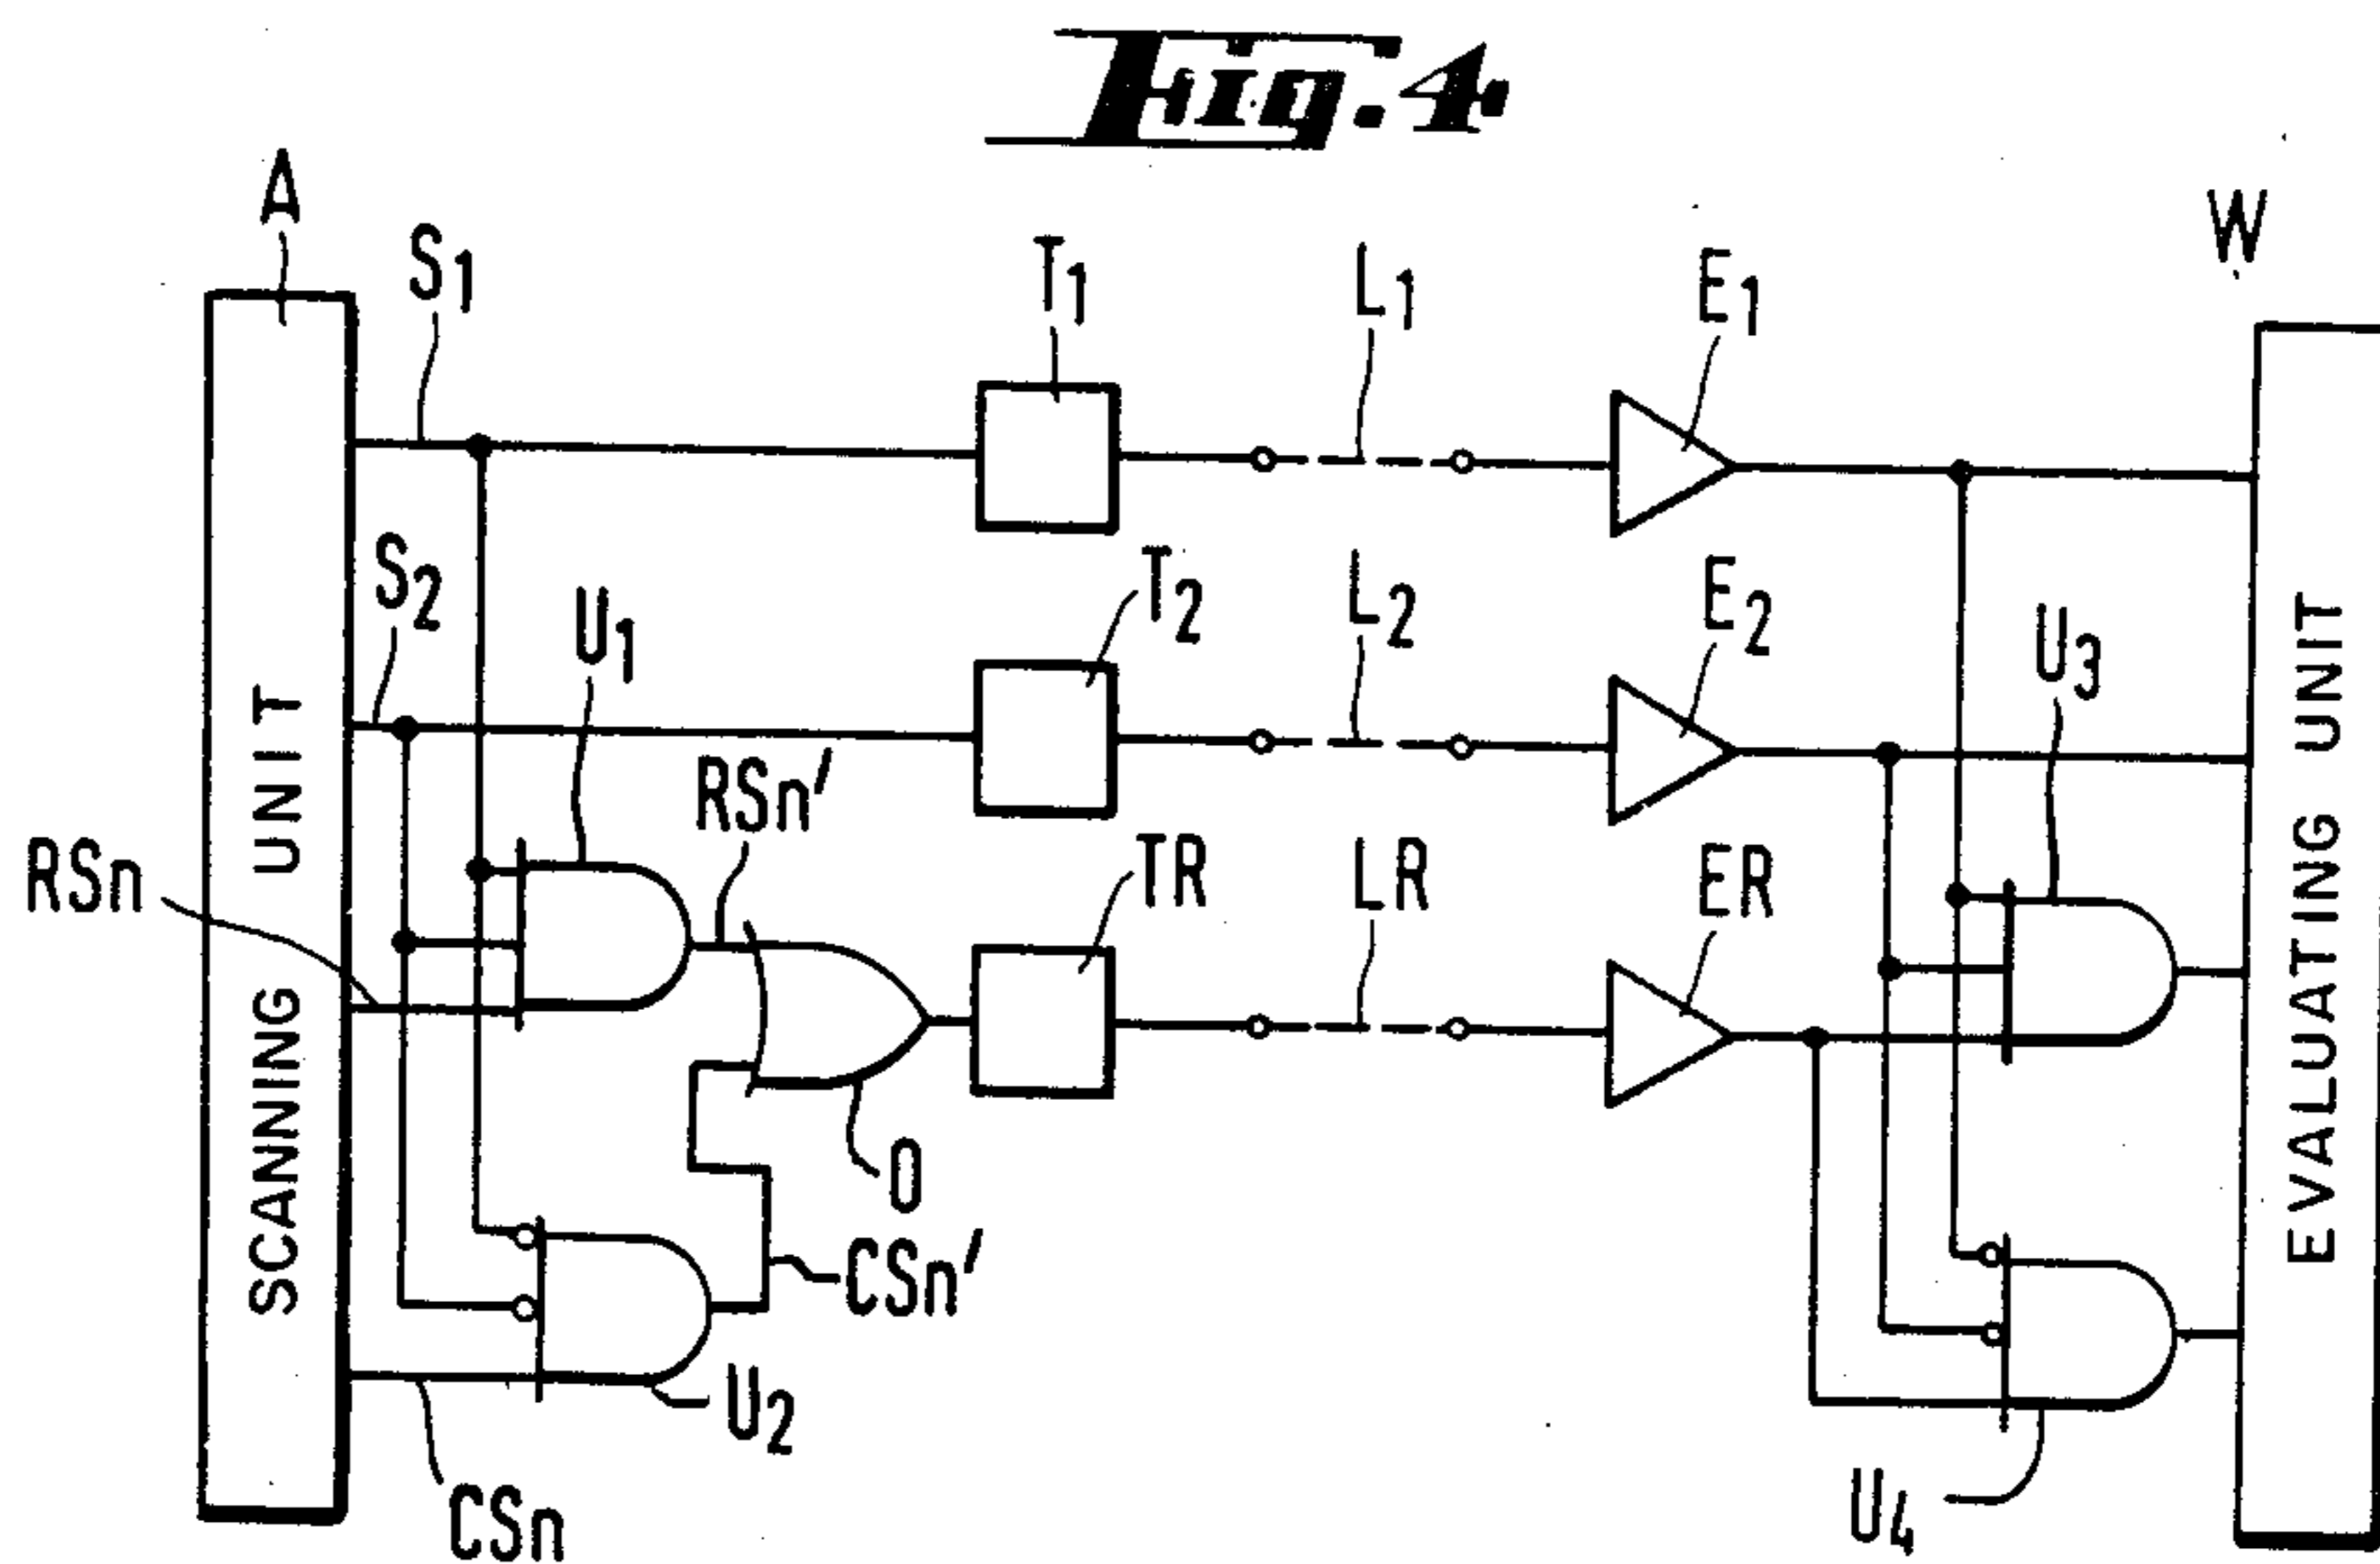 Fig. 4
A
S1
T1
L1
E1
W
S2
U1
T2
L2
E2
U3
RSn
RSn'
TR
LR
ER
SCANNING UNIT
EVALUATING UNIT
O
CSn'
U2
CSn
U4